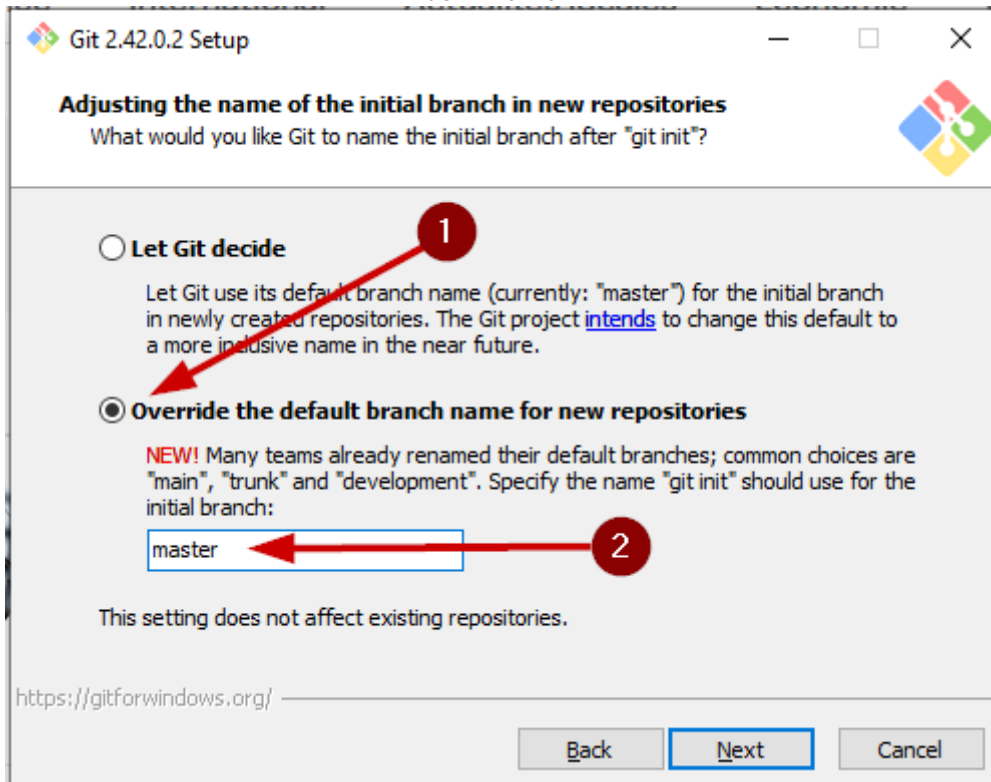 Git 2.42.0.2 Setup
Adjusting the name of the initial branch in new repositories
What would you like Git to name the initial branch after "git init"?
1
Let Git decide
Let Git use its default branch name (currently: "master") for the initial branch
in newly created repositories. The Git project intends to change this default to
a more inclusive name in the near future.
Override the default branch name for new repositories
NEW! Many teams already renamed their default branches; common choices are
"main", "trunk" and "development". Specify the name "git init" should use for the
initial branch:
master
2
This setting does not affect existing repositories.
https://gitforwindows.org/
Back Next Cancel